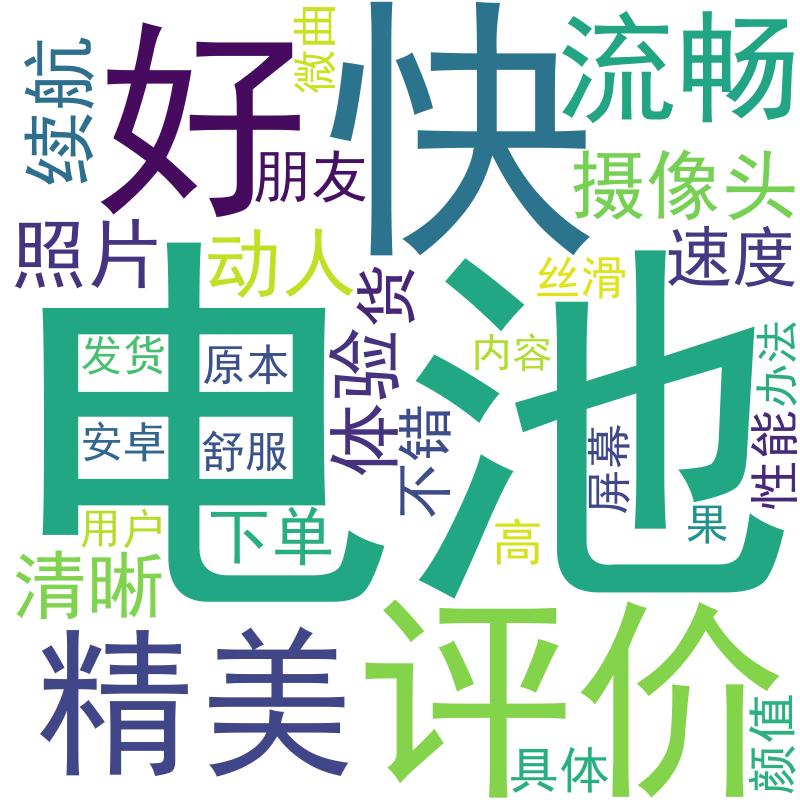 好
快
流畅
续航
微曲
朋友
摄像头
照片
动人
货
丝滑
速度
电池
发货
原本
体验
内容
办法
安卓
舒服
不错
屏幕
性能
用户
下单
高
果
清晰
精美
评价
具体
颜值